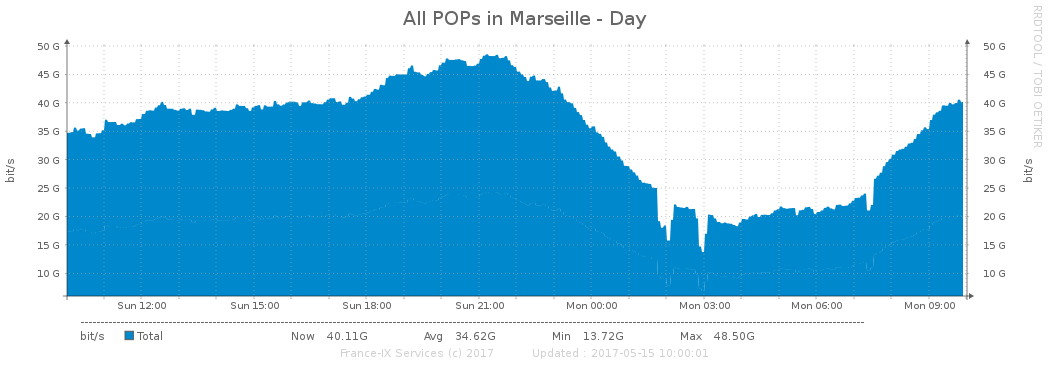 All POPs in Marseille - Day
RRDTOOL / TOBI OETIKER
50 G 50 G
45 G 45 G
40 G 40 G
35 G 35 G
30 G 30 G
25 G 25 G
20 G 20 G
15 G 15 G
10 G 10 G
bit/s bit/s
Sun 12:00 Sun 15:00 Sun 18:00 Sun 21:00 Mon 00:00 Mon 03:00 Mon 06:00 Mon 09:00
bit/s Total Now 40.11G Avg 34.62G Min 13.72G Max 48.50G
France-IX Services (c) 2017 Updated : 2017-05-15 10:00:01